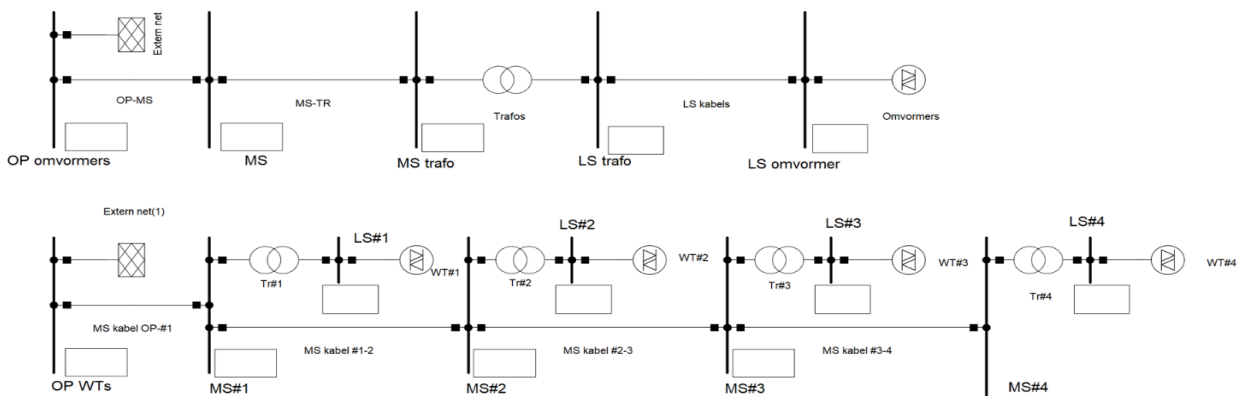 Extern net
OP-MS
MS-TR
Trafos
LS kabels
Omvormers
OP omvormers
MS
MS trafo
LS trafo
LS omvormer
Extern net(1)
LS#1
LS#2
LS#3
LS#4
WT#1
WT#2
WT#3
WT#4
Tr#1
Tr#2
Tr#3
Tr#4
MS kabel OP-#1
MS kabel #1-2
MS kabel #2-3
MS kabel #3-4
OP WTs
MS#1
MS#2
MS#3
MS#4